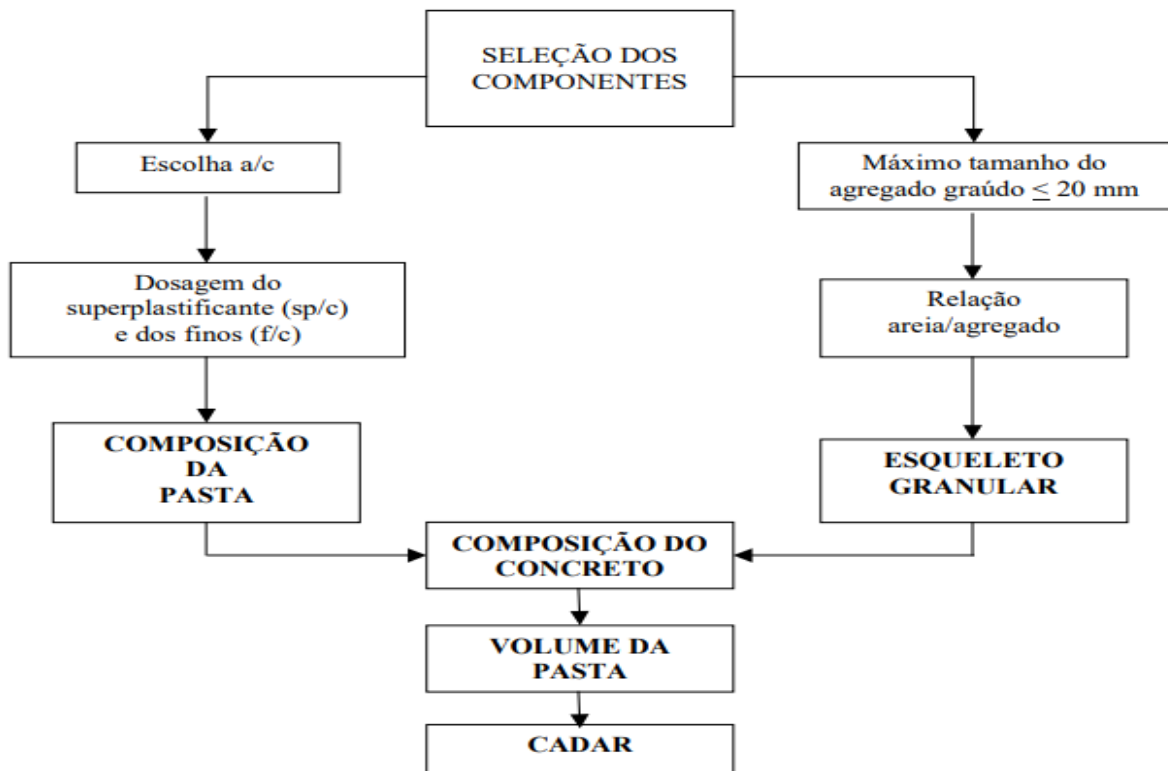 SELEÇÃO DOS
COMPONENTES
Escolha a/c
Máximo tamanho do
agregado graúdo ≤ 20 mm
Dosagem do
superplastificante (sp/c)
e dos finos (f/c)
Relação
areia/agregado
COMPOSIÇÃO
DA
PASTA
ESQUELETO
GRANULAR
COMPOSIÇÃO DO
CONCRETO
VOLUME DA
PASTA
CADAR